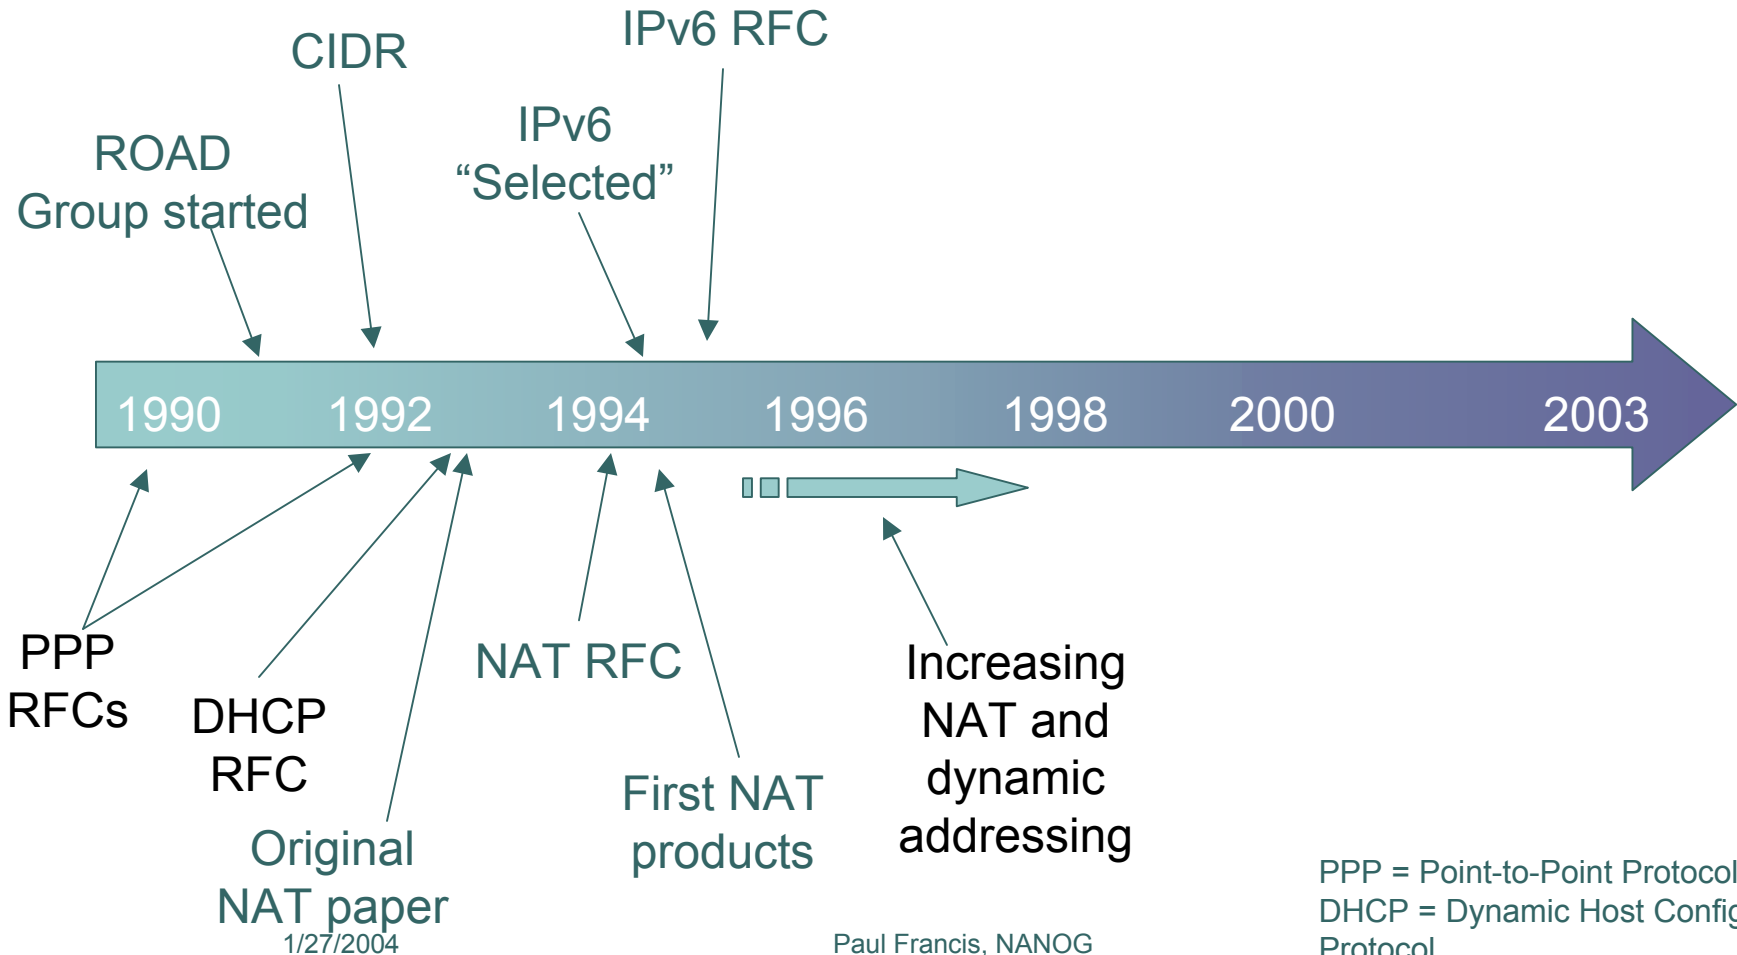 IPv6 RFC
CIDR
IPv6
“Selected”
ROAD
Group started
1990 1992 1994 1996 1998 2000 2003
PPP
RFCs
DHCP
RFC
Original
NAT paper
NAT RFC
First NAT
products
Increasing
NAT and
dynamic
addressing
PPP = Point-to-Point Protocol
DHCP = Dynamic Host Config
Protocol
1/27/2004
Paul Francis, NANOG